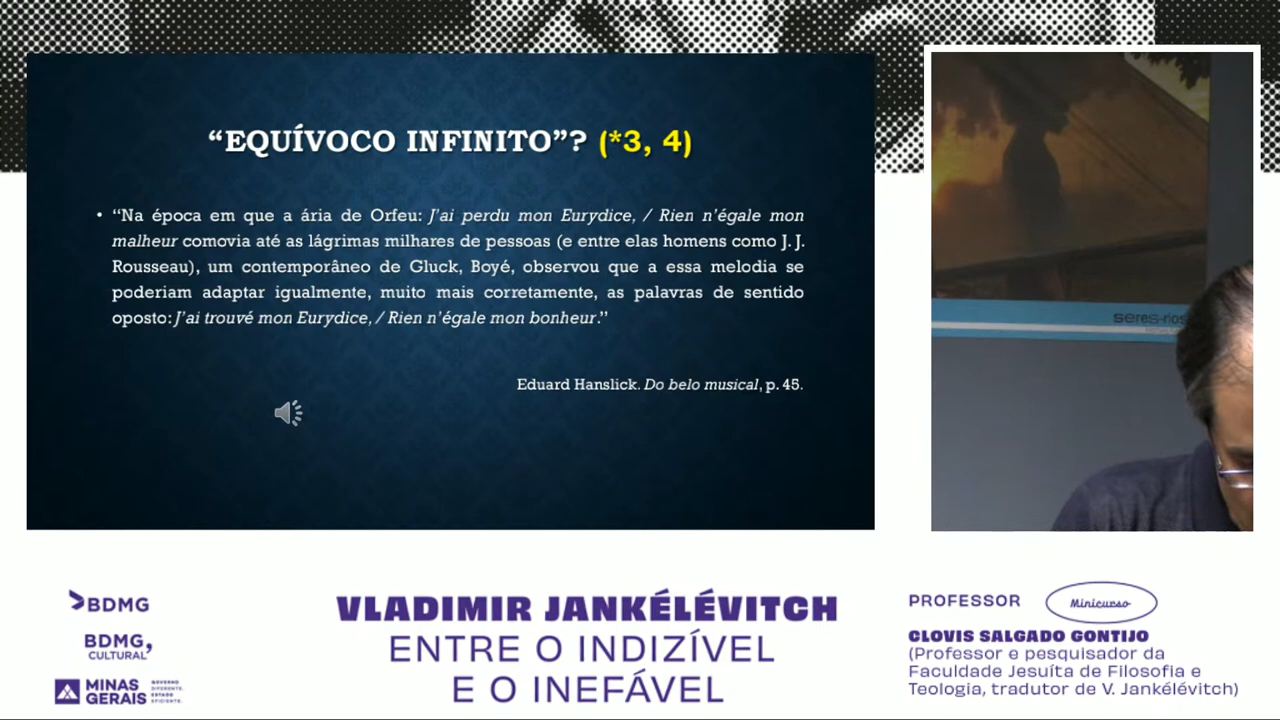 “EQUÍVOCO INFINITO”? (*3, 4)
• “Na época em que a ária de Orfeu: J’ai perdu mon Eurydice, / Rien n’égale mon
malheur comovia até as lágrimas milhares de pessoas (e entre elas homens como J. J.
Rousseau), um contemporâneo de Gluck, Boyé, observou que a essa melodia se
poderiam adaptar igualmente, muito mais corretamente, as palavras de sentido
oposto: J’ai trouvé mon Eurydice, / Rien n’égale mon bonheur.”
Eduard Hanslick. Do belo musical, p. 45.
seres-rios
BDMG
BDMG,
CULTURAL
MINAS
GERAIS
GOVERNO
DIFERENTE.
ESTADO
EFICIENTE.
VLADIMIR JANKÉLÉVITCH
ENTRE O INDIZÍVEL
E O INEFÁVEL
PROFESSOR
Minicurso
CLOVIS SALGADO GONTIJO
(Professor e pesquisador da
Faculdade Jesuíta de Filosofia e
Teologia, tradutor de V. Jankélévitch)